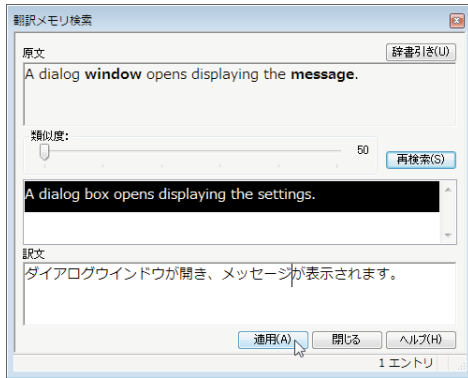 翻訳メモリ検索
原文
辞書引き(U)
A dialog window opens displaying the message.
類似度:
50
再検索(S)
A dialog box opens displaying the settings.
訳文
ダイアログウインドウが開き、メッセージが表示されます。
適用(A)
閉じる
ヘルプ(H)
1 エントリ